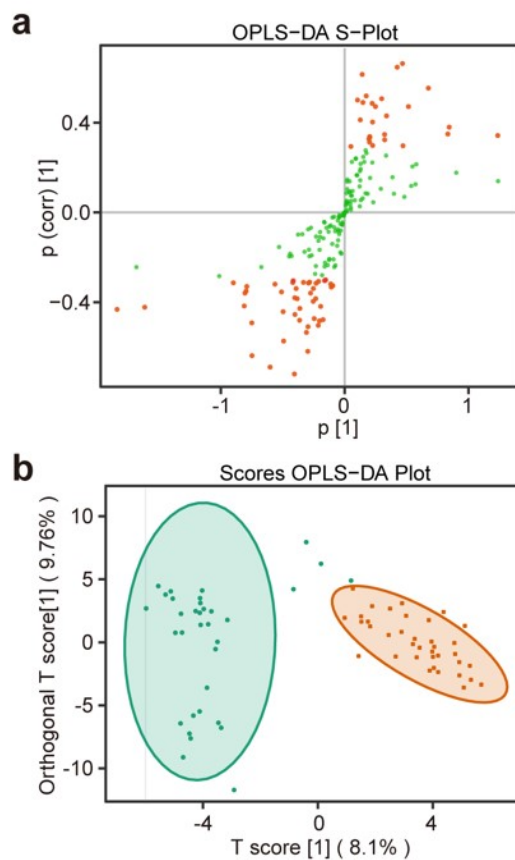 a
OPLS−DA S−Plot
p (corr) [1]
0.4
0.0
−0.4
-1
0
1
p [1]
b
Scores OPLS−DA Plot
Orthogonal T score[1] ( 9.76% )
10
5
0
-5
-10
-4
0
4
T score [1] ( 8.1% )